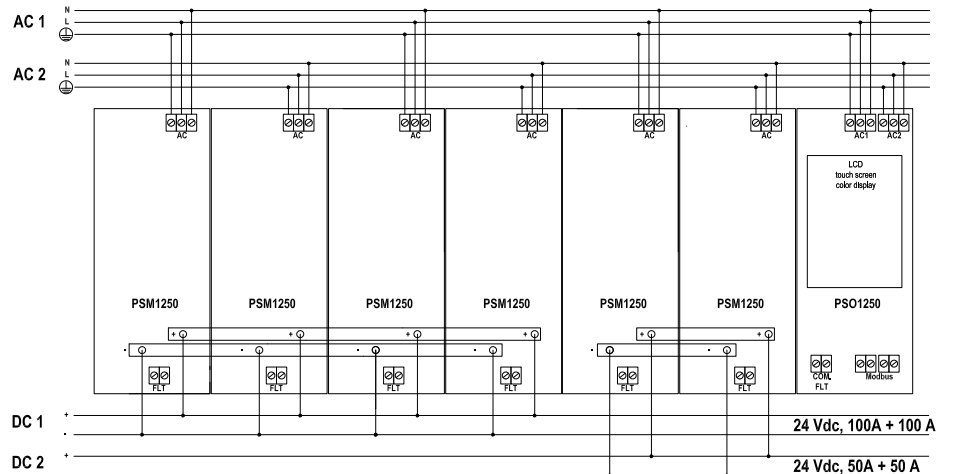 AC 1
N
L
AC 2
N
L
AC AC AC AC AC AC AC1 AC2
LCD
touch screen
color display
PSM1250 PSM1250 PSM1250 PSM1250 PSM1250 PSM1250 PSO1250
+ + + + + +
- - - - - -
FLT FLT FLT FLT FLT FLT COM. Modbus
FLT
DC 1
+
-
24 Vdc, 100A + 100 A
DC 2
+
24 Vdc, 50A + 50 A